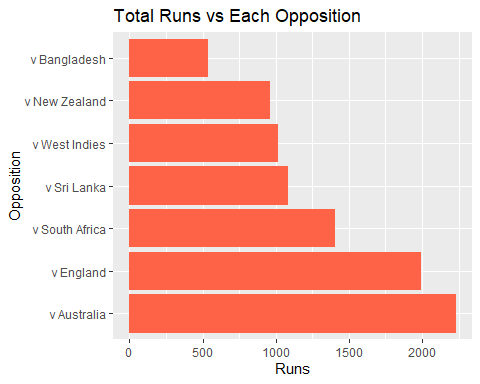 Total Runs vs Each Opposition
v Bangladesh
v New Zealand
v West Indies
v Sri Lanka
v South Africa
v England
v Australia
Opposition
0 500 1000 1500 2000
Runs